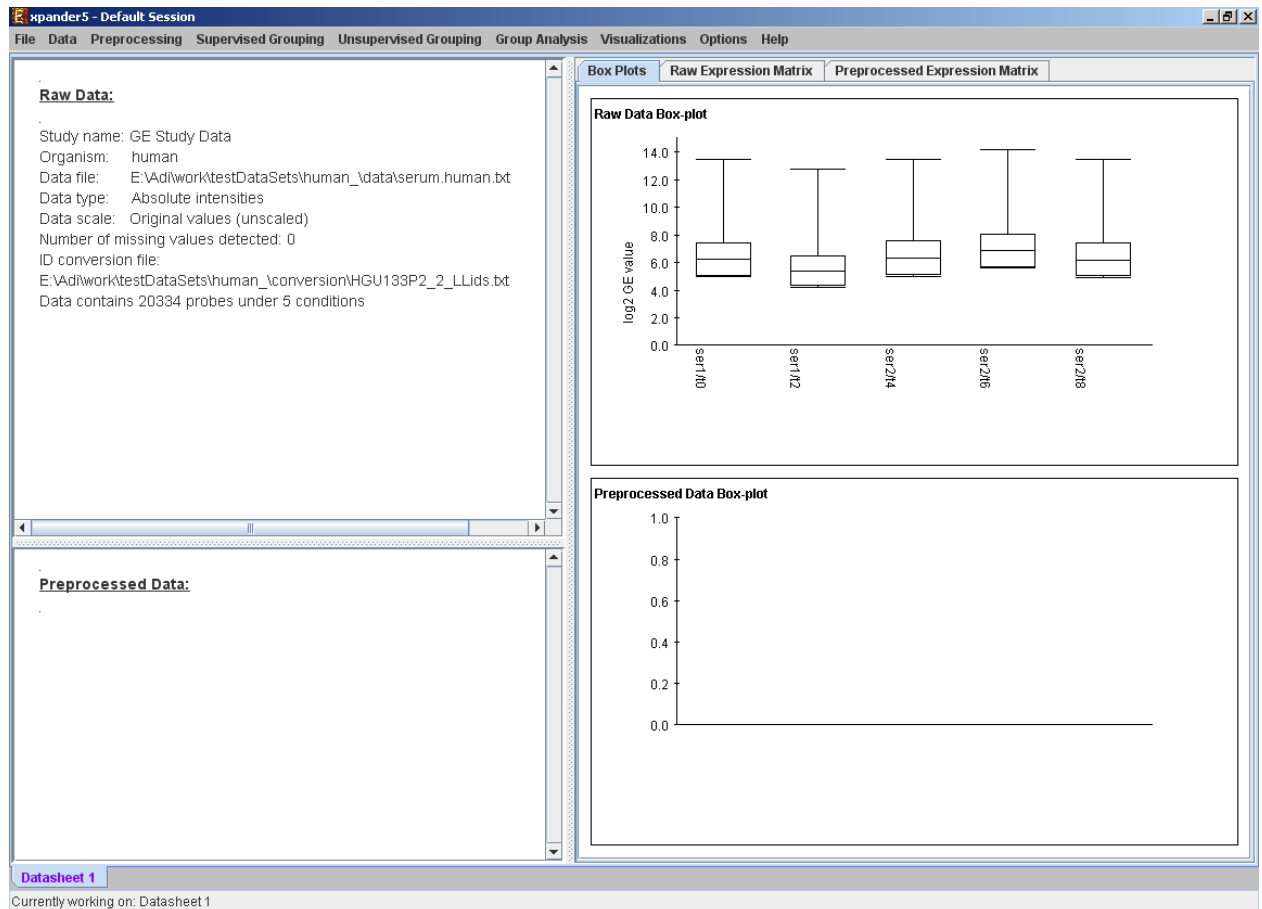 xpander5 - Default Session
File Data Preprocessing Supervised Grouping Unsupervised Grouping Group Analysis Visualizations Options Help
Raw Data:
Study name: GE Study Data
Organism: human
Data file: E:\Adi\work\testDataSets\human_\data\serum.human.txt
Data type: Absolute intensities
Data scale: Original values (unscaled)
Number of missing values detected: 0
ID conversion file:
E:\Adi\work\testDataSets\human_\conversion\HGU133P2_2_LLids.txt
Data contains 20334 probes under 5 conditions
Preprocessed Data:
Box Plots Raw Expression Matrix Preprocessed Expression Matrix
Raw Data Box-plot
14.0
12.0
10.0
8.0
6.0
4.0
2.0
0.0
log2 GE value
ser1/t0 ser1/t2 ser2/t4 ser2/t6 ser2/t8
Preprocessed Data Box-plot
1.0
0.8
0.6
0.4
0.2
0.0
Datasheet 1
Currently working on: Datasheet 1